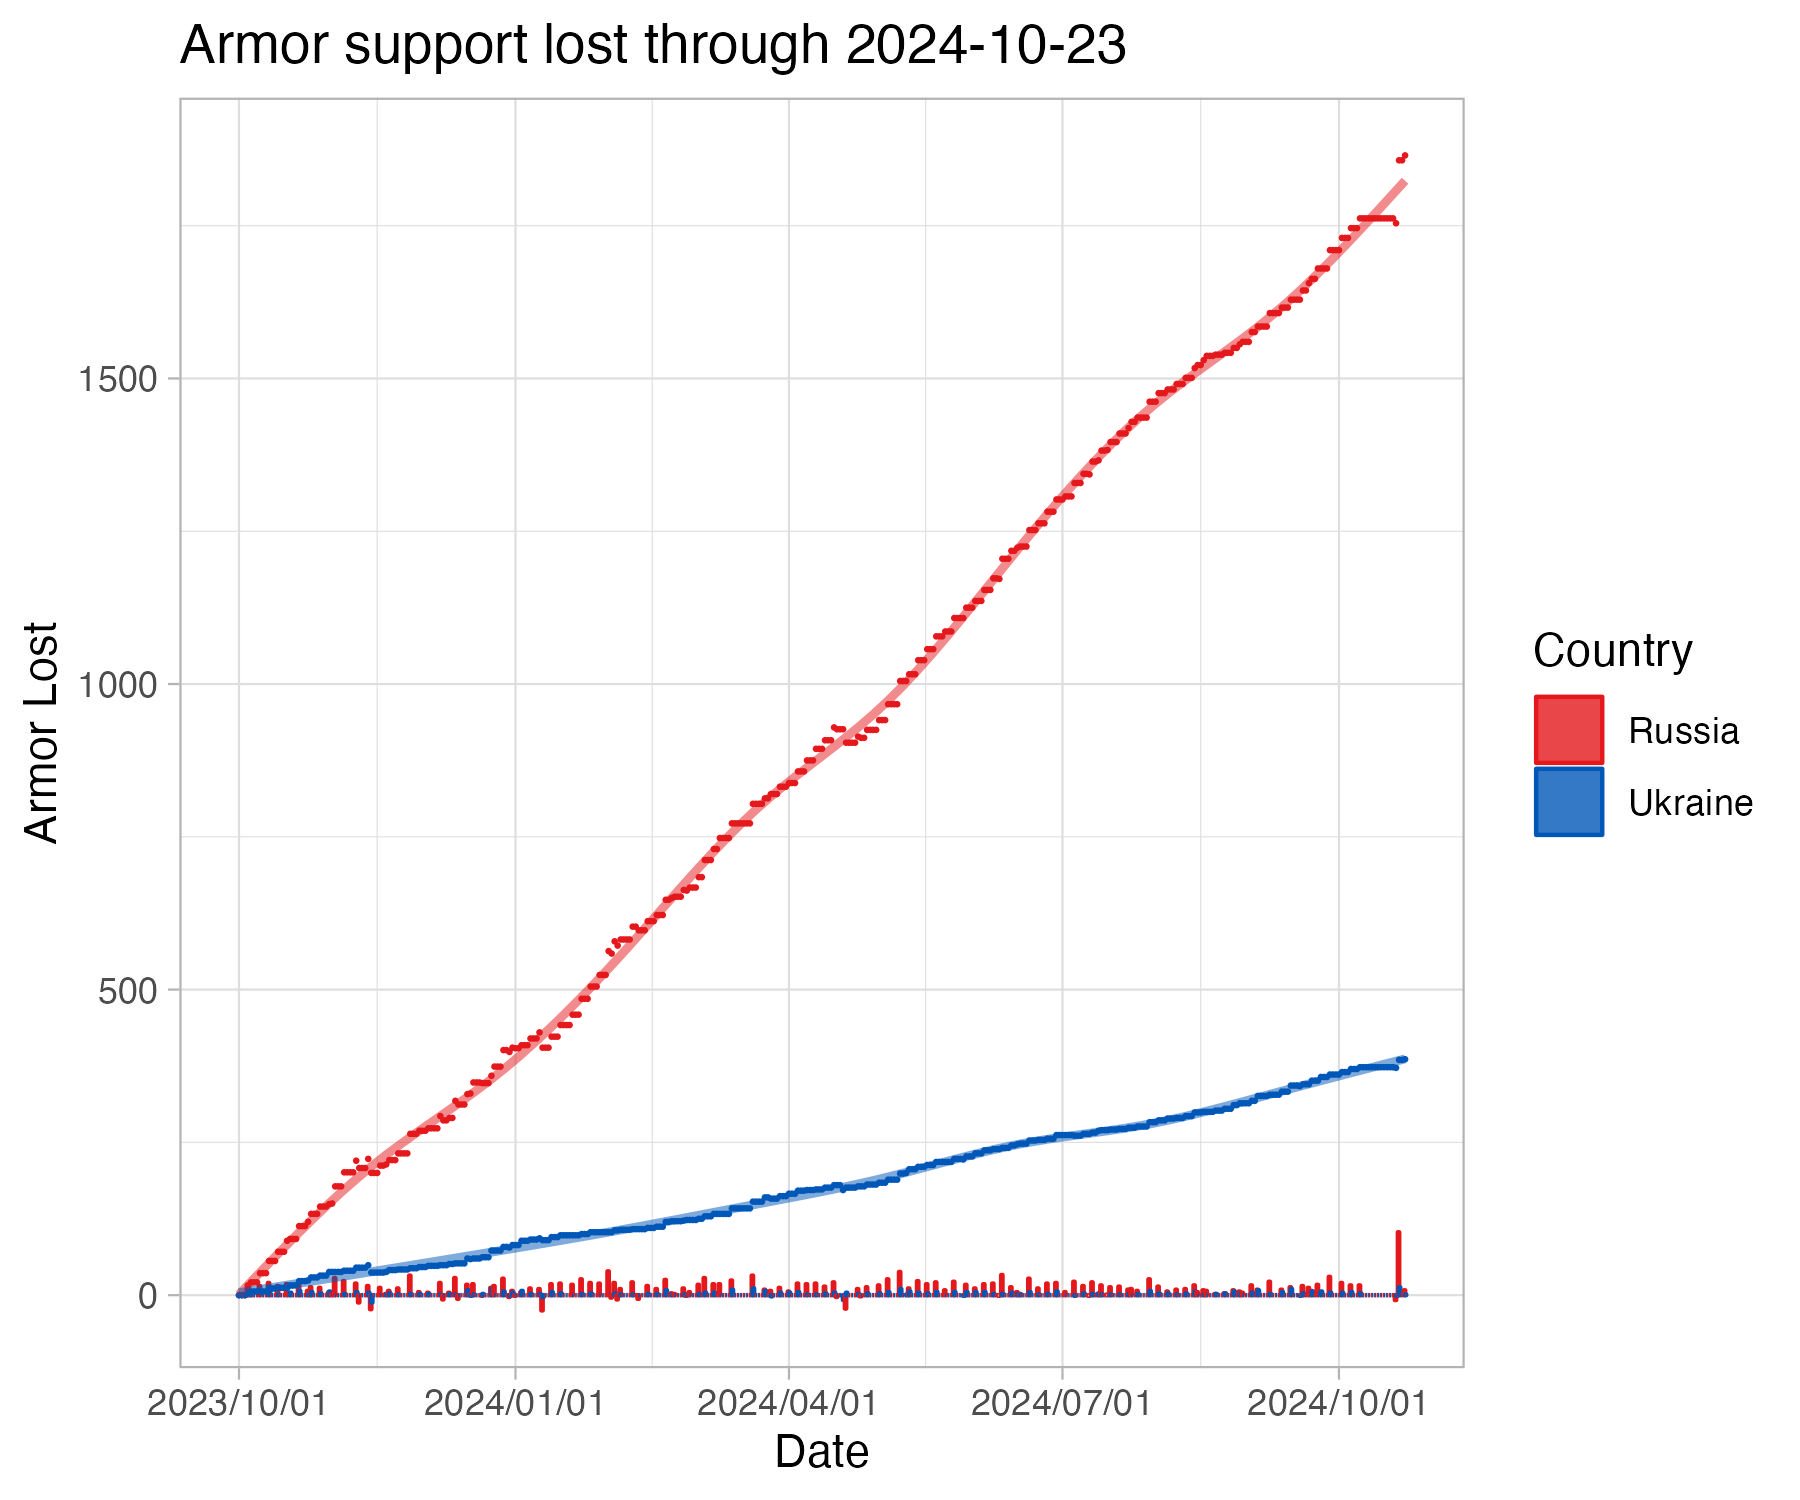 Armor support lost through 2024-10-23
Armor Lost
1500
1000
500
0
2023/10/01
2024/01/01
2024/04/01
2024/07/01
2024/10/01
Date
Country
Russia
Ukraine